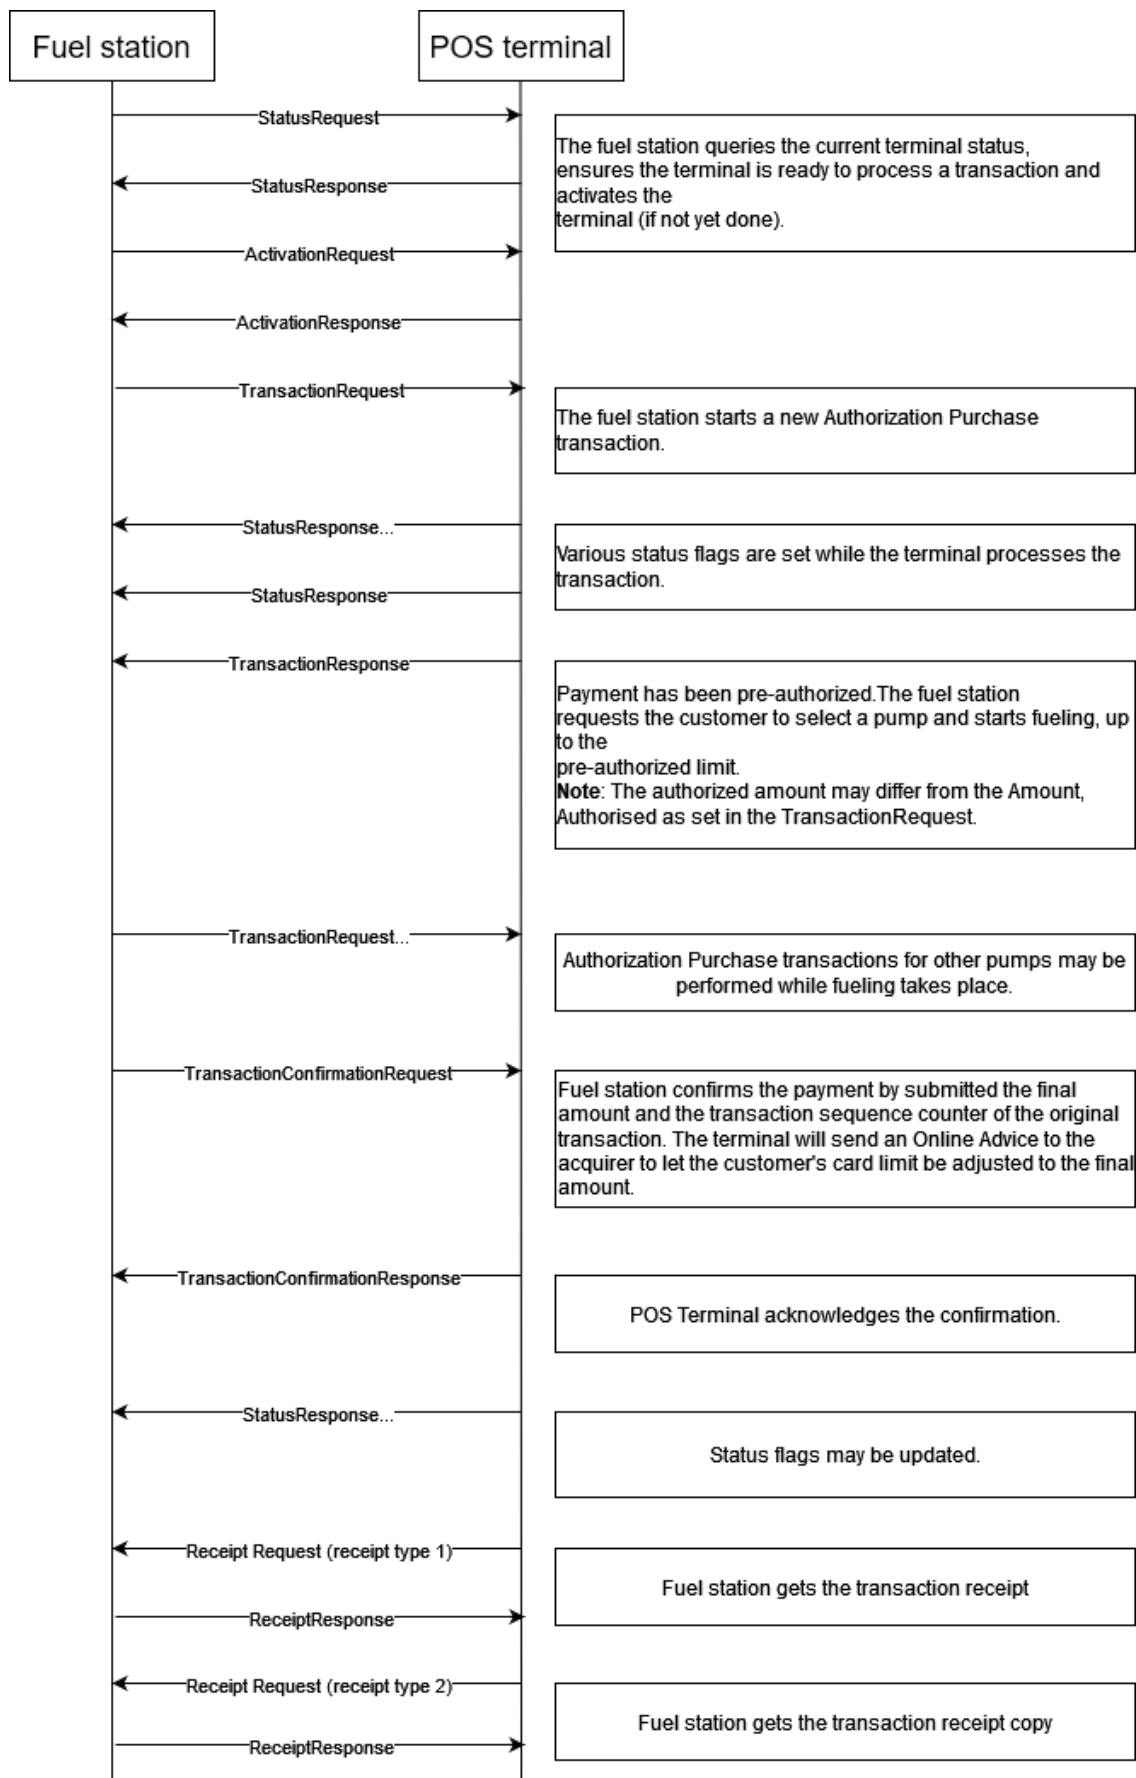 Fuel station
POS terminal
StatusRequest
The fuel station queries the current terminal status,
ensures the terminal is ready to process a transaction and
activates the
terminal (if not yet done).
StatusResponse
ActivationRequest
ActivationResponse
TransactionRequest
The fuel station starts a new Authorization Purchase
transaction.
StatusResponse...
Various status flags are set while the terminal processes the
transaction.
StatusResponse
TransactionResponse
Payment has been pre-authorized.The fuel station
requests the customer to select a pump and starts fueling, up
to the
pre-authorized limit.
Note: The authorized amount may differ from the Amount,
Authorised as set in the TransactionRequest.
TransactionRequest...
Authorization Purchase transactions for other pumps may be
performed while fueling takes place.
TransactionConfirmationRequest
Fuel station confirms the payment by submitted the final
amount and the transaction sequence counter of the original
transaction. The terminal will send an Online Advice to the
acquirer to let the customer's card limit be adjusted to the final
amount.
TransactionConfirmationResponse
POS Terminal acknowledges the confirmation.
StatusResponse...
Status flags may be updated.
Receipt Request (receipt type 1)
Fuel station gets the transaction receipt
ReceiptResponse
Receipt Request (receipt type 2)
Fuel station gets the transaction receipt copy
ReceiptResponse